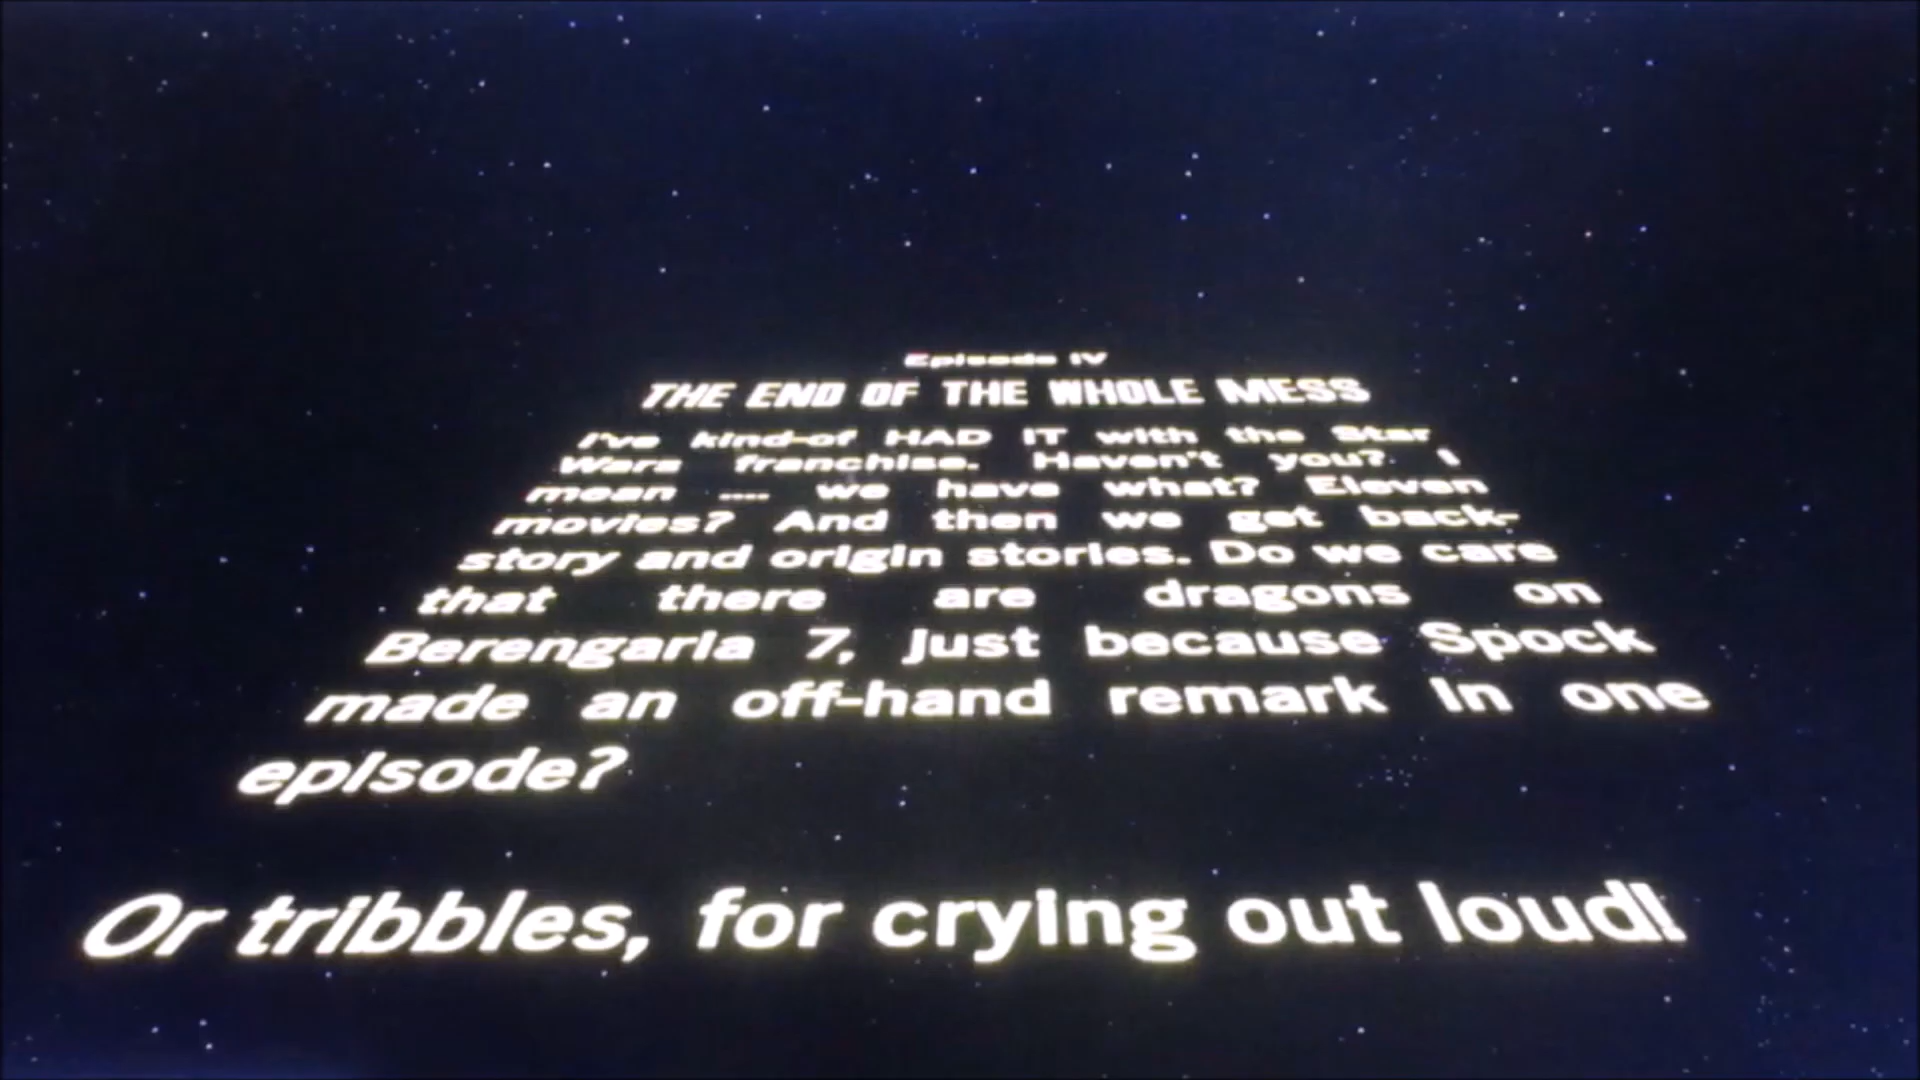 Episode IV
THE END OF THE WHOLE MESS
I've kind-of HAD IT with the Star
Wars franchise. Haven't you? I
mean .... we have what? Eleven
movies? And then we get back-
story and origin stories. Do we care
that there are dragons on
Berengaria 7, just because Spock
made an off-hand remark in one
episode?
Or tribbles, for crying out loud!